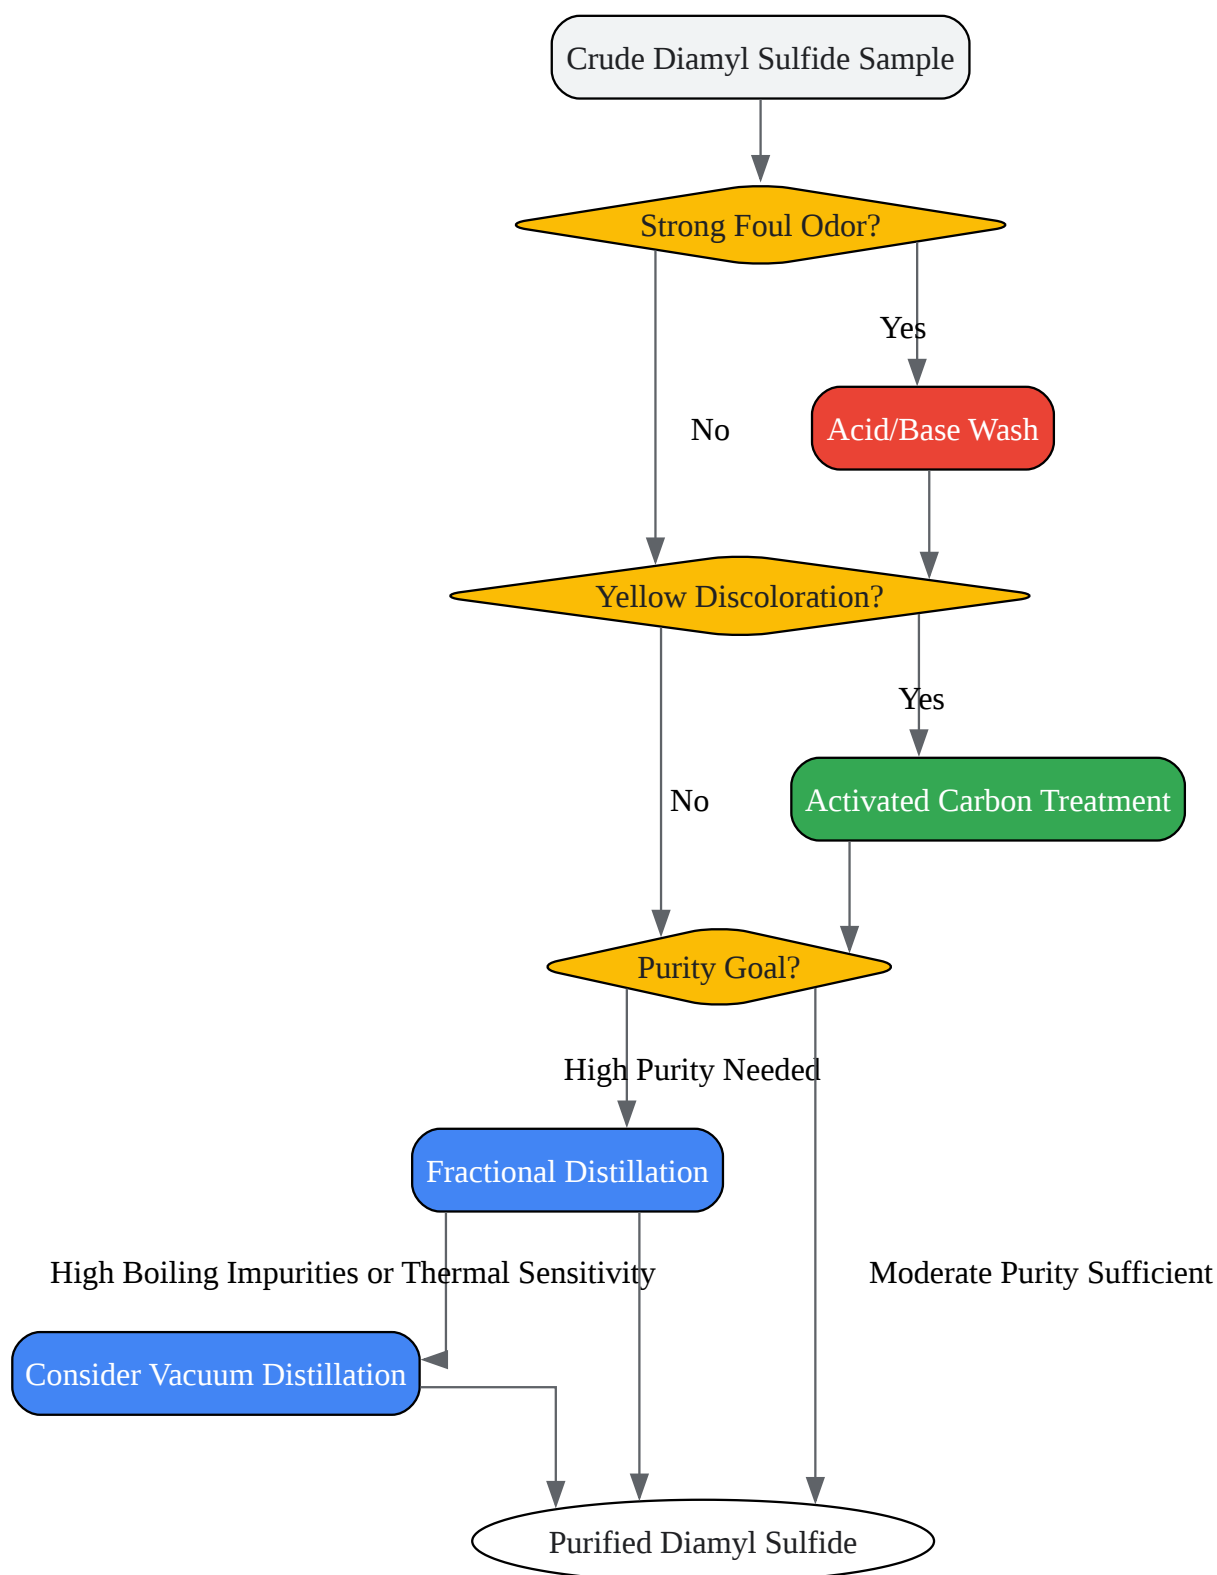 Crude Diamyl Sulfide Sample
Strong Foul Odor?
Yes
No
Acid/Base Wash
Yellow Discoloration?
Yes
No
Activated Carbon Treatment
Purity Goal?
High Purity Needed
Fractional Distillation
High Boiling Impurities or Thermal Sensitivity
Moderate Purity Sufficient
Consider Vacuum Distillation
Purified Diamyl Sulfide